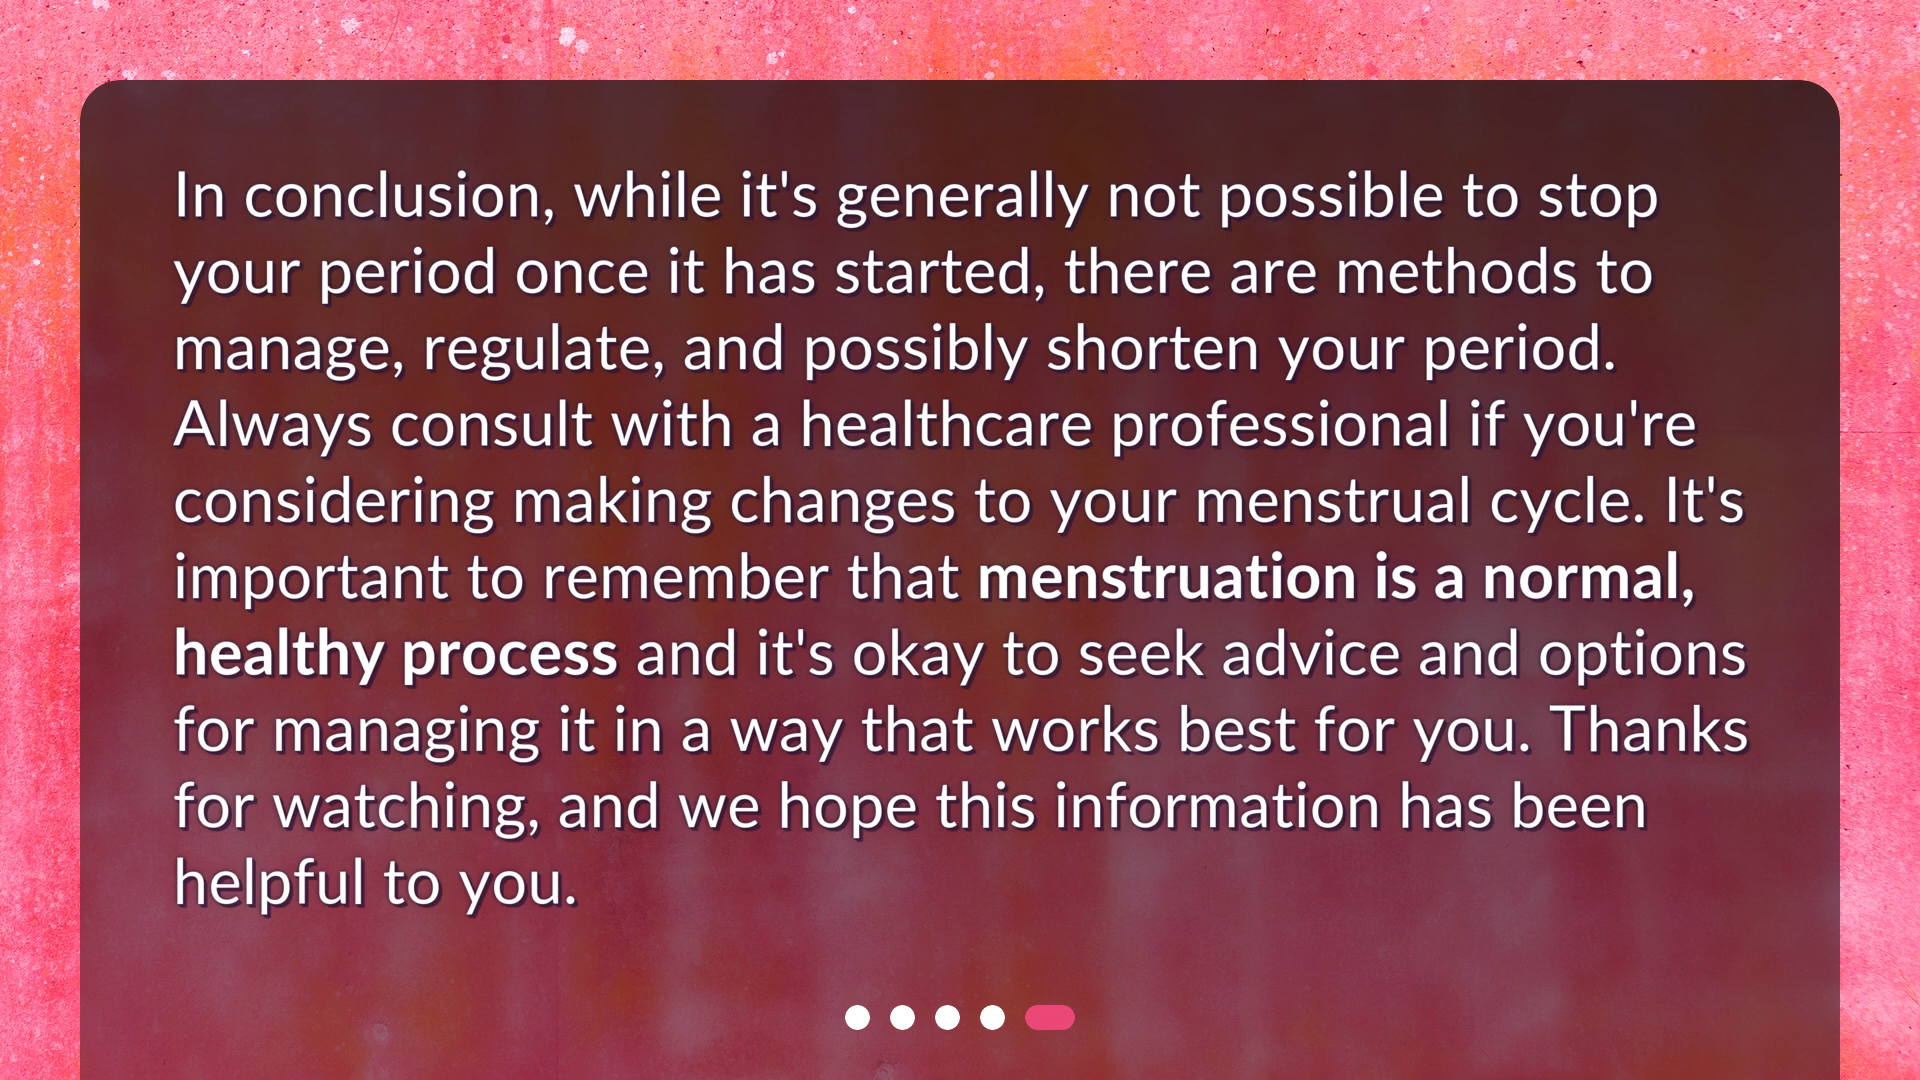 In conclusion, while it's generally not possible to stop
your period once it has started, there are methods to
manage, regulate, and possibly shorten your period.
Always consult with a healthcare professional if you're
considering making changes to your menstrual cycle. It's
important to remember that menstruation is a normal,
healthy process and it's okay to seek advice and options
for managing it in a way that works best for you. Thanks
for watching, and we hope this information has been
helpful to you.